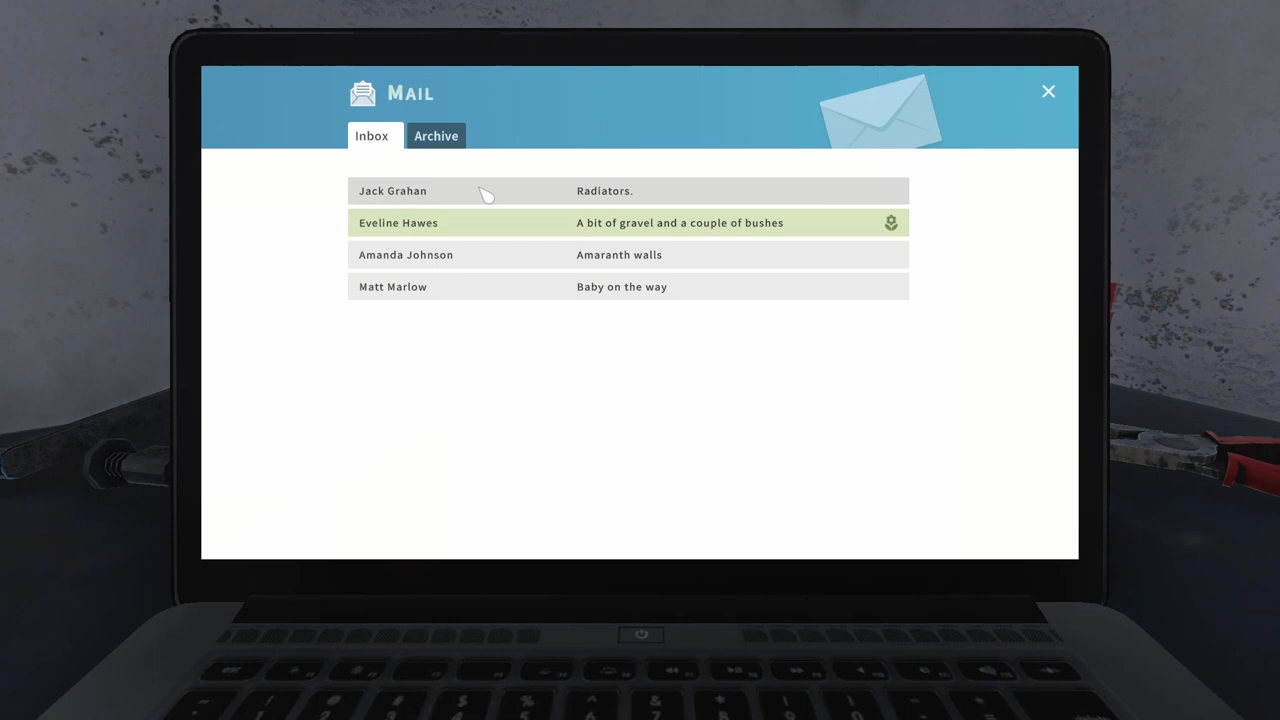 Mail
Inbox
Archive
Jack Grahan Radiators.
Eveline Hawes A bit of gravel and a couple of bushes
Amanda Johnson Amaranth walls
Matt Marlow Baby on the way